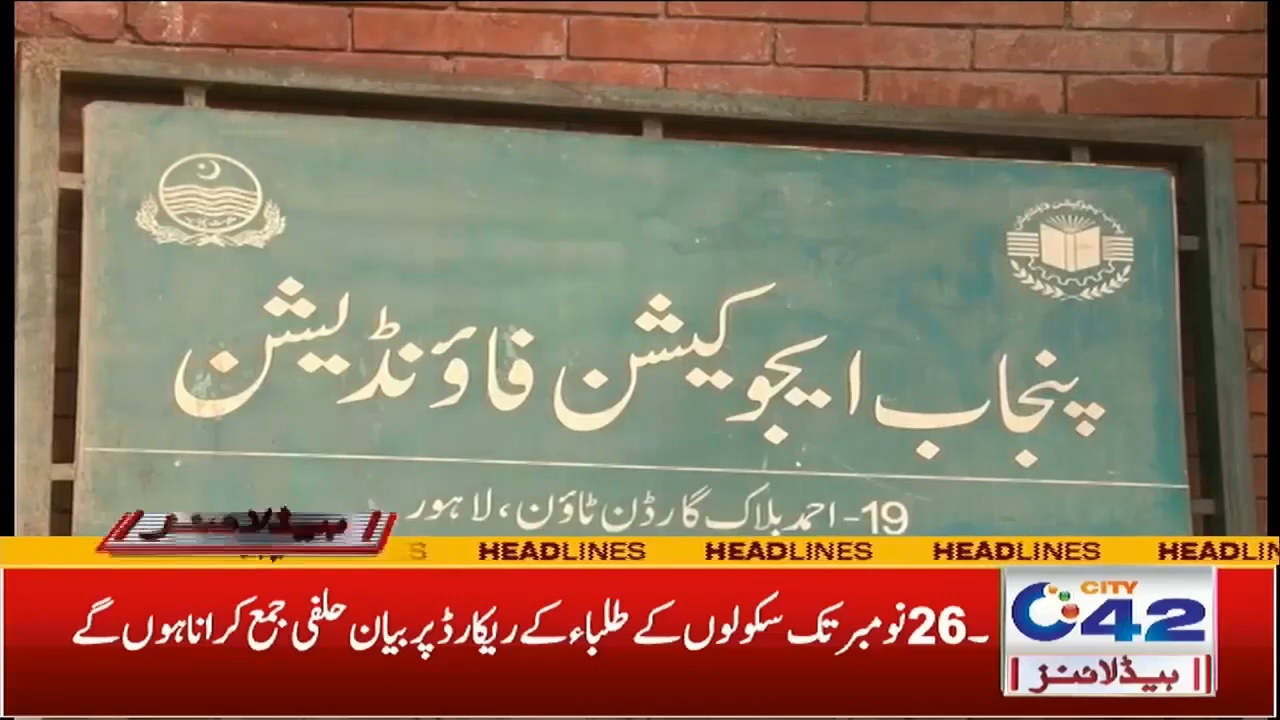 پنجاب ایجوکیشن فاؤنڈیشن
19- احمد بلاک گارڈن ٹاؤن، لاہور
ہیڈلائنز
HEADLINES HEADLINES HEADLINES HEADLIN
CITY
42
ہیڈلائنز
۔26 نومبر تک سکولوں کے طلباء کے ریکارڈ پر بیان حلفی جمع کرانا ہوں گے